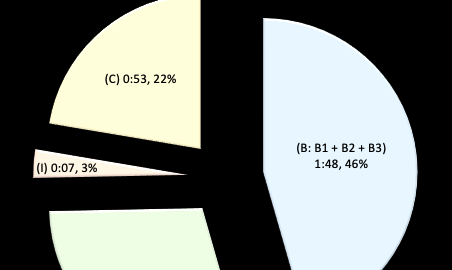 (C) 0:53, 22%
(B: B1 + B2 + B3)
1:48, 46%
(I) 0:07, 3%